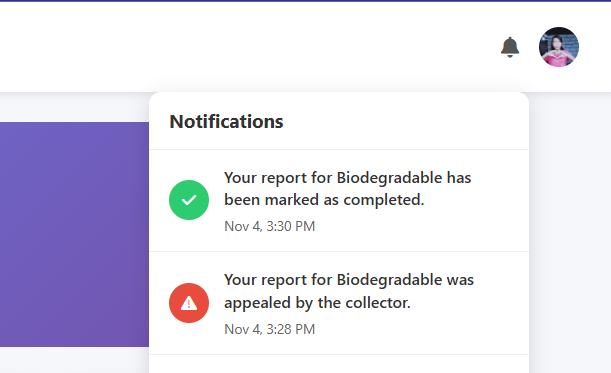 Notifications
Your report for Biodegradable has
been marked as completed.
Nov 4, 3:30 PM
Your report for Biodegradable was
appealed by the collector.
Nov 4, 3:28 PM